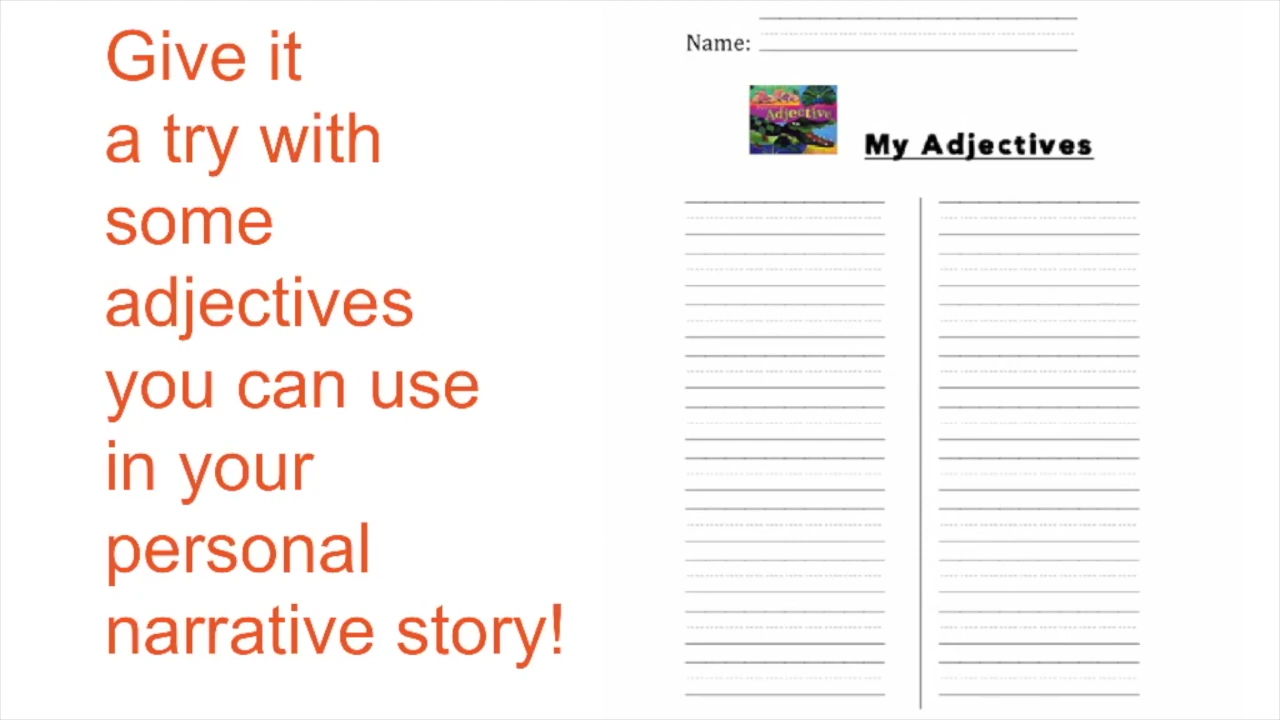 Give it
a try with
some
adjectives
you can use
in your
personal
narrative story!
Name:
Adjective
My Adjectives